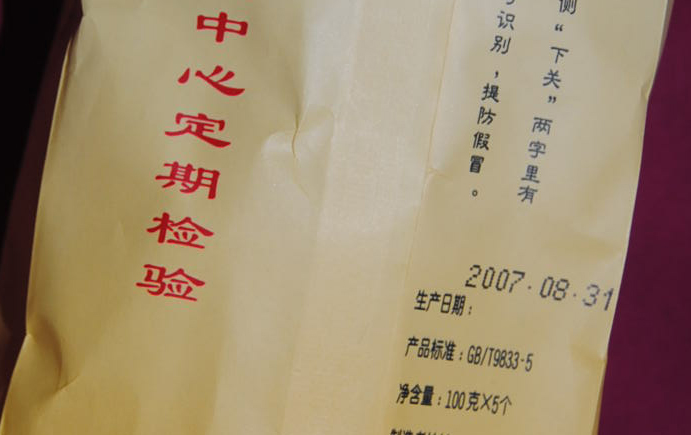 中心定期检验
侧“下关”两字里有
识别，提防假冒。
2007.08.31
生产日期：
产品标准：GB/T9833-5
净含量：100克×5个